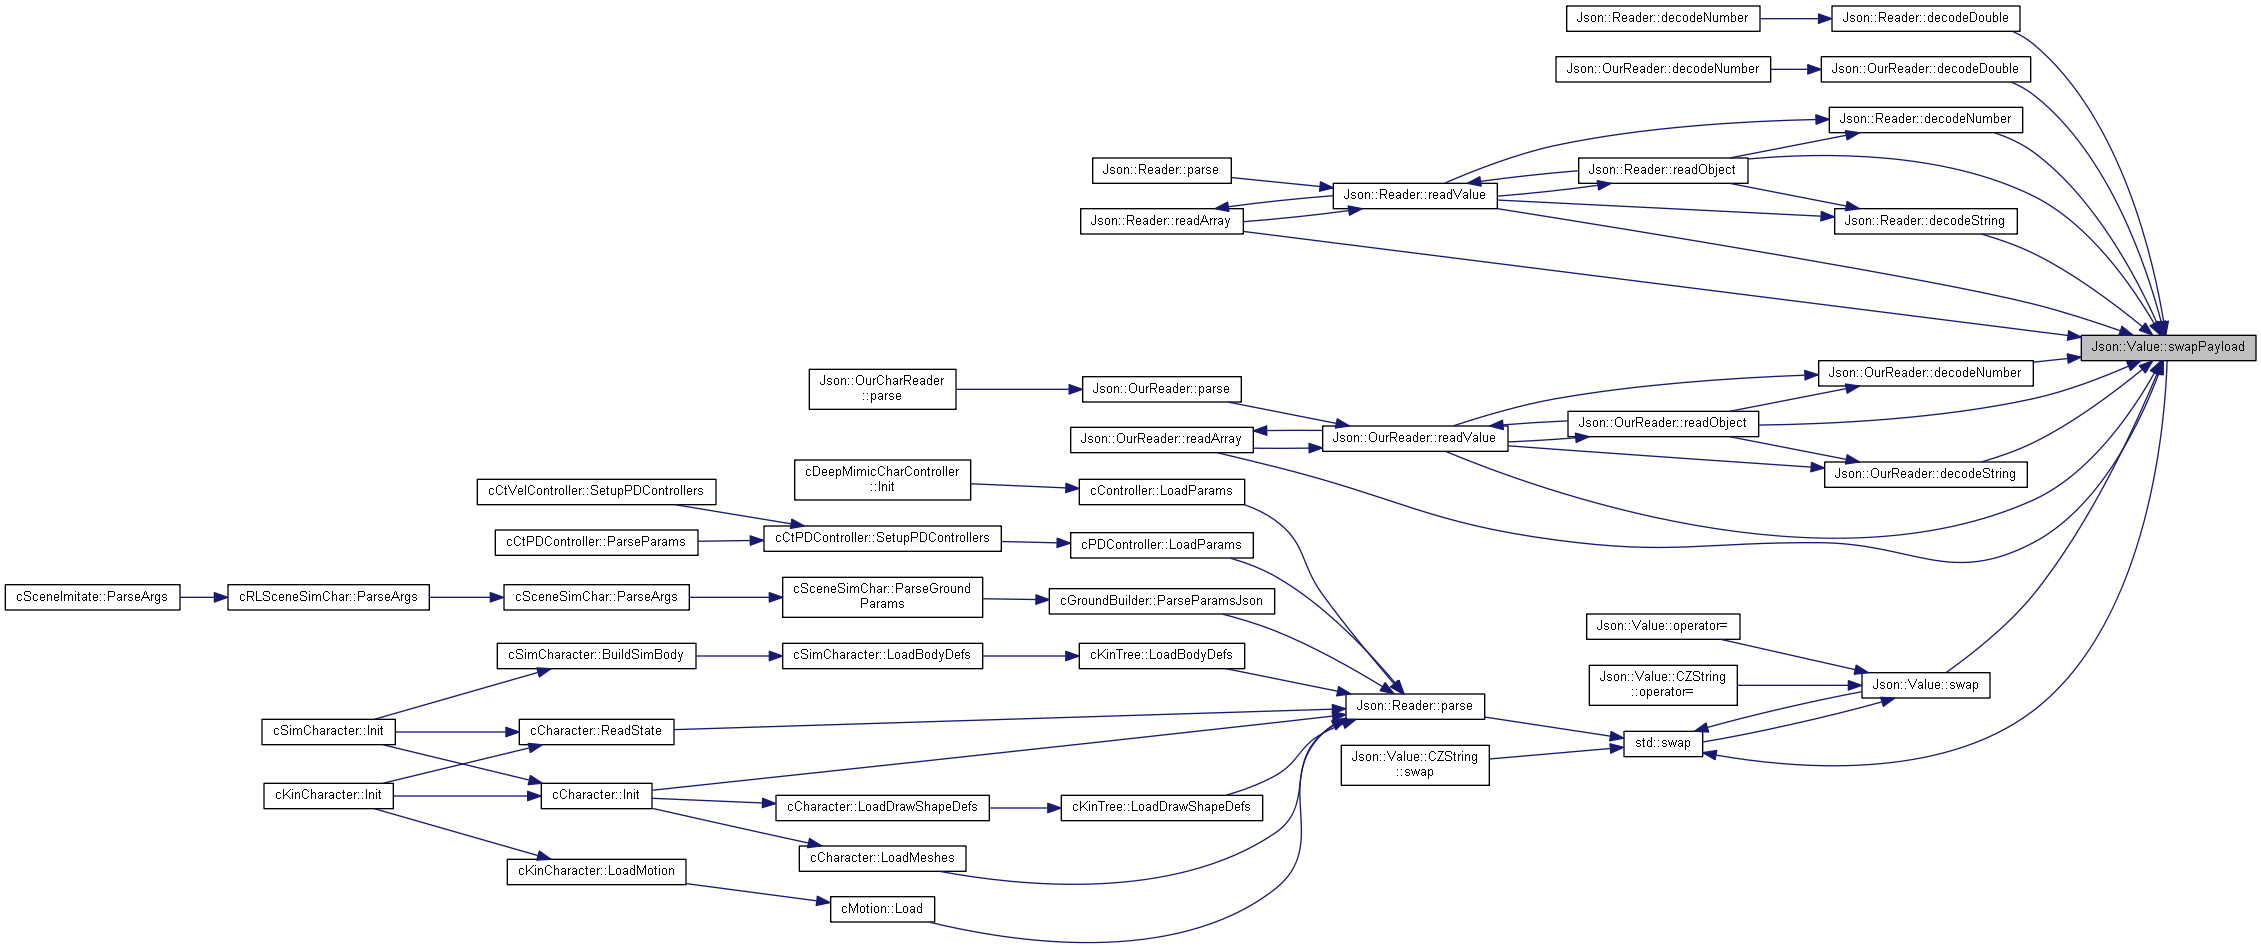 Json::Reader::decodeNumber
Json::Reader::decodeDouble
Json::OurReader::decodeNumber
Json::OurReader::decodeDouble
Json::Reader::decodeNumber
Json::Reader::parse
Json::Reader::readObject
Json::Reader::readValue
Json::Reader::readArray
Json::Reader::decodeString
Json::Value::swapPayload
Json::OurCharReader
::parse
Json::OurReader::parse
Json::OurReader::decodeNumber
Json::OurReader::readObject
Json::OurReader::readArray
Json::OurReader::readValue
Json::OurReader::decodeString
cDeepMimicCharController
::Init
cCtVelController::SetupPDControllers
cController::LoadParams
cCtPDController::ParseParams
cCtPDController::SetupPDControllers
cPDController::LoadParams
cSceneImitate::ParseArgs
cRLSceneSimChar::ParseArgs
cSceneSimChar::ParseArgs
cSceneSimChar::ParseGround
Params
cGroundBuilder::ParseParamsJson
Json::Value::operator=
cSimCharacter::BuildSimBody
cSimCharacter::LoadBodyDefs
cKinTree::LoadBodyDefs
Json::Value::CZString
::operator=
Json::Value::swap
Json::Reader::parse
cSimCharacter::Init
cCharacter::ReadState
std::swap
Json::Value::CZString
::swap
cKinCharacter::Init
cCharacter::Init
cCharacter::LoadDrawShapeDefs
cKinTree::LoadDrawShapeDefs
cCharacter::LoadMeshes
cKinCharacter::LoadMotion
cMotion::Load